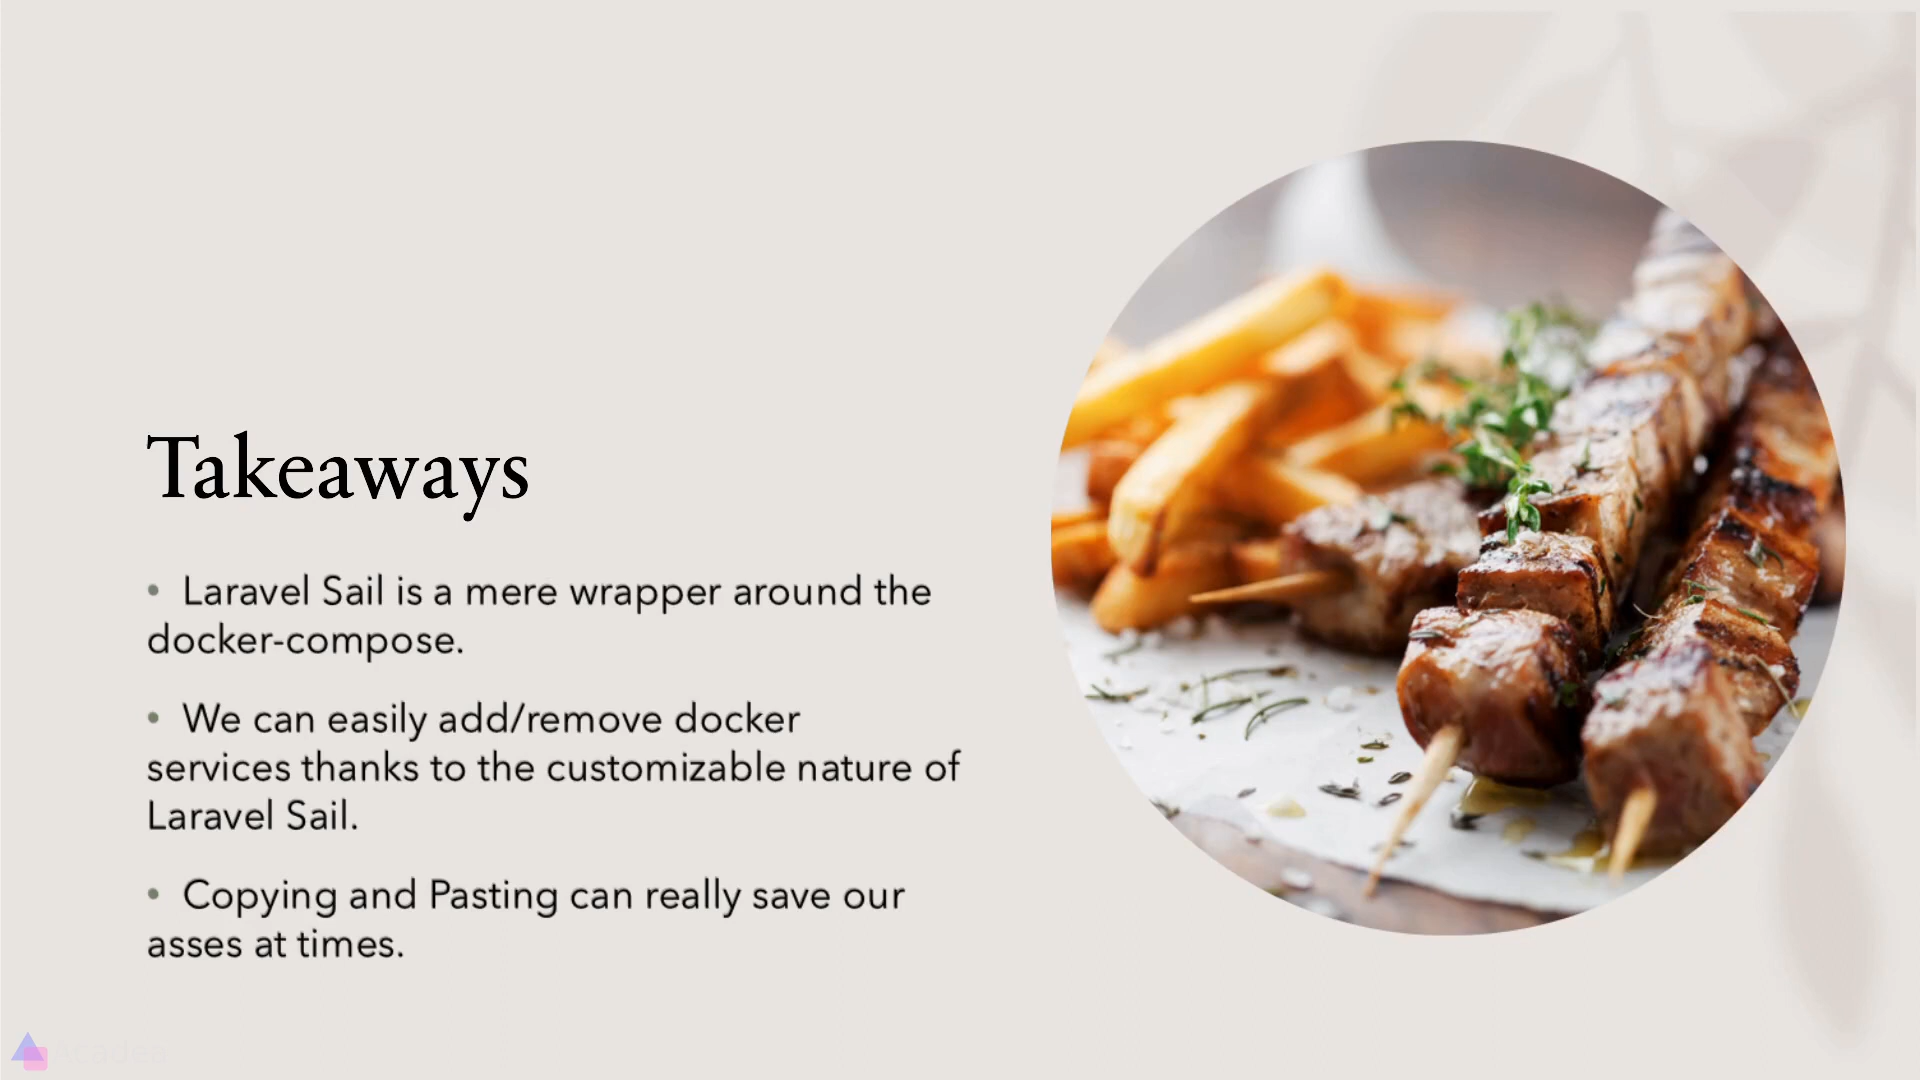 Takeaways
• Laravel Sail is a mere wrapper around the
docker-compose.
• We can easily add/remove docker
services thanks to the customizable nature of
Laravel Sail.
• Copying and Pasting can really save our
asses at times.
Acadea